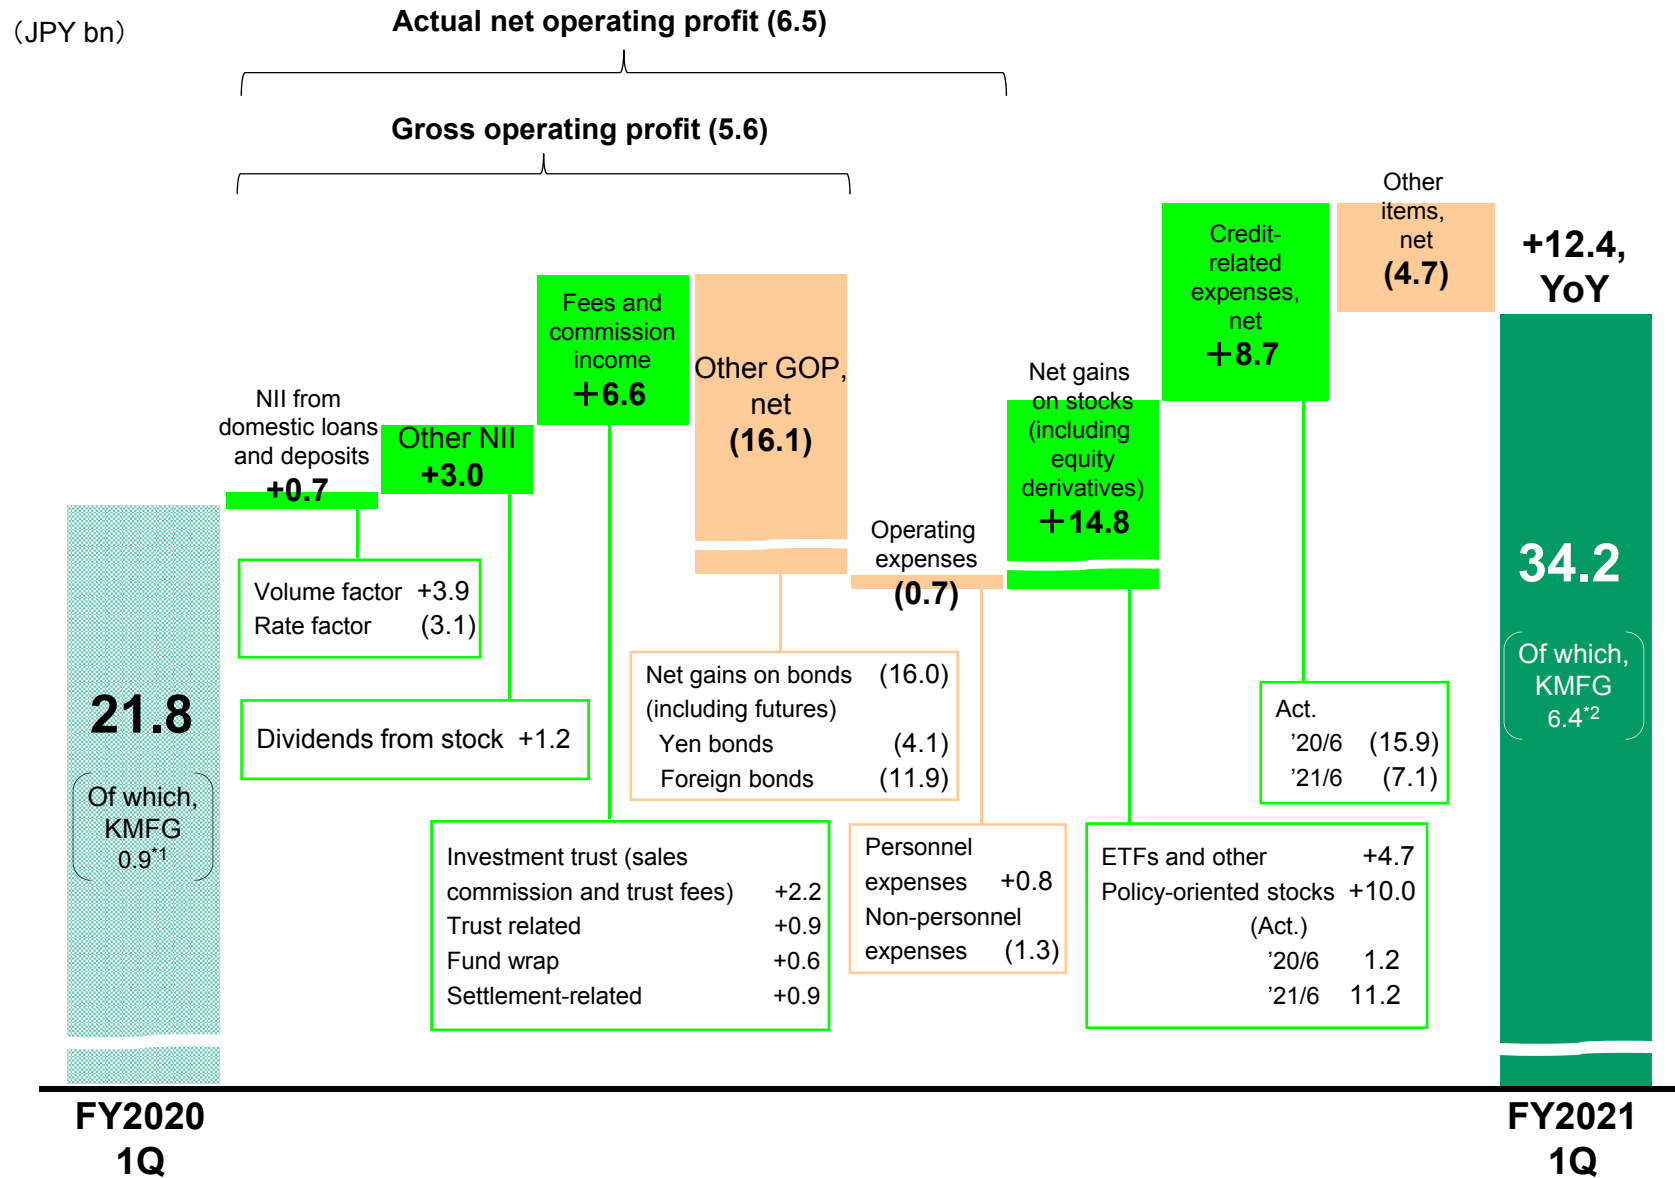 （JPY bn）
Actual net operating profit (6.5)
Gross operating profit (5.6)
NII from
domestic loans
and deposits
+0.7
Other NII
+3.0
Fees and
commission
income
＋6.6
Other GOP,
net
(16.1)
Operating
expenses
(0.7)
Net gains
on stocks
(including
equity
derivatives)
＋14.8
Credit-
related
expenses,
net
＋8.7
Other
items,
net
(4.7)
+12.4,
YoY
21.8
Of which,
KMFG
0.9*1
34.2
Of which,
KMFG
6.4*2
Volume factor +3.9
Rate factor (3.1)
Dividends from stock +1.2
Investment trust (sales
commission and trust fees) +2.2
Trust related +0.9
Fund wrap +0.6
Settlement-related +0.9
Net gains on bonds (16.0)
(including futures)
Yen bonds (4.1)
Foreign bonds (11.9)
Personnel
expenses +0.8
Non-personnel
expenses (1.3)
ETFs and other +4.7
Policy-oriented stocks +10.0
(Act.)
’20/6 1.2
’21/6 11.2
Act.
’20/6 (15.9)
’21/6 (7.1)
FY2020
1Q
FY2021
1Q